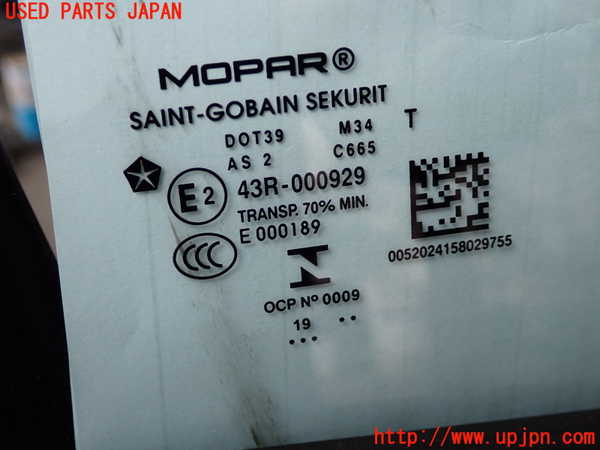 USED PARTS JAPAN
MOPAR®
SAINT-GOBAIN SEKURIT
DOT39 M34 T
AS 2 C665
E2 43R-000929
TRANSP. 70% MIN.
E 000189
CCC
0052024158029755
OCP Nº 0009
19
https://www.upjpn.com/